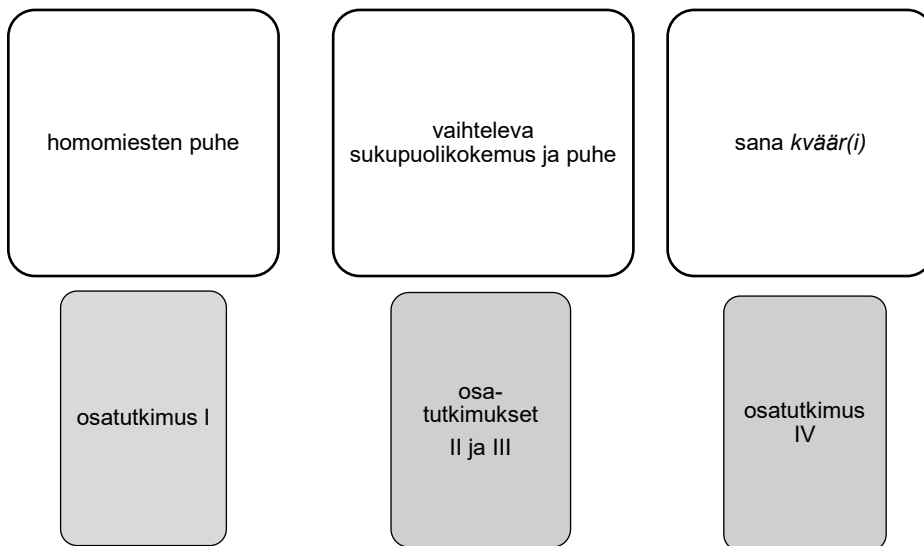 homomiesten puhe
vaihteleva
sukupuolikokemus ja puhe
sana kväär(i)
osatutkimus I
osa-
tutkimukset
II ja III
osatutkimus
IV